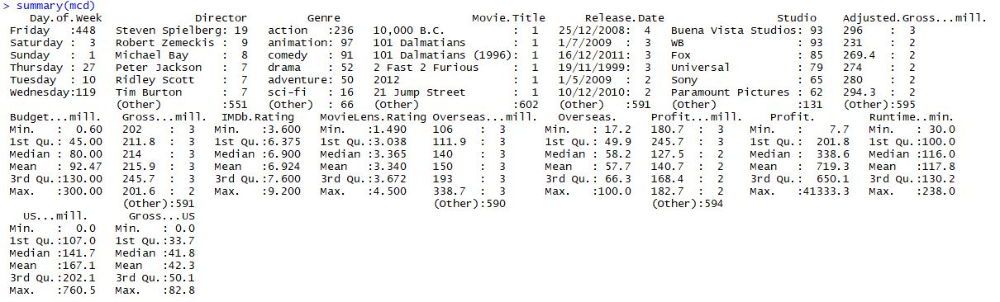 > summary(mcd)
Day.of.Week Director Genre Movie.Title Release.Date Studio Adjusted.Gross...mill.
Friday :448 Steven Spielberg: 19 action :236 10,000 B.C. : 1 25/12/2008: 4 Buena Vista Studios: 93 296 : 3
Saturday : 3 Robert Zemeckis : 9 animation: 97 101 Dalmatians : 1 1/7/2009 : 3 WB : 93 231 : 2
Sunday : 1 Michael Bay : 8 comedy : 91 101 Dalmatians (1996): 1 16/12/2011: 3 Fox : 85 269.4 : 2
Thursday : 27 Peter Jackson : 7 drama : 52 2 Fast 2 Furious : 1 19/11/1999: 3 Universal : 79 274 : 2
Tuesday : 10 Ridley Scott : 7 adventure: 50 2012 : 1 1/5/2009 : 2 Sony : 65 280 : 2
Wednesday:119 Tim Burton : 7 sci-fi : 16 21 Jump Street : 1 10/12/2010: 2 Paramount Pictures : 62 294.3 : 2
(Other) :551 (Other) : 66 (Other) :602 (Other) :591 (Other) :131 (Other):595
Budget...mill. Gross...mill. IMDb.Rating MovieLens.Rating Overseas...mill. Overseas. Profit...mill. Profit. Runtime..min.
Min. : 0.60 202 : 3 Min. :3.600 Min. :1.490 106 : 3 Min. : 17.2 180.7 : 3 Min. : 7.7 Min. : 30.0
1st Qu.: 45.00 211.8 : 3 1st Qu.:6.375 1st Qu.:3.038 111.9 : 3 1st Qu.: 49.9 245.7 : 3 1st Qu.: 201.8 1st Qu.:100.0
Median : 80.00 214 : 3 Median :6.900 Median :3.365 140 : 3 Median : 58.2 127.5 : 2 Median : 338.6 Median :116.0
Mean : 92.47 215.9 : 3 Mean :6.924 Mean :3.340 150 : 3 Mean : 57.7 140.7 : 2 Mean : 719.3 Mean :117.8
3rd Qu.:130.00 245.7 : 3 3rd Qu.:7.600 3rd Qu.:3.672 193 : 3 3rd Qu.: 66.3 168.4 : 2 3rd Qu.: 650.1 3rd Qu.:130.2
Max. :300.00 201.6 : 2 Max. :9.200 Max. :4.500 338.7 : 3 Max. :100.0 182.7 : 2 Max. :41333.3 Max. :238.0
(Other):591 (Other):590 (Other):594
US...mill. Gross...US
Min. : 0.0 Min. : 0.0
1st Qu.:107.0 1st Qu.:33.7
Median :141.7 Median :41.8
Mean :167.1 Mean :42.3
3rd Qu.:202.1 3rd Qu.:50.1
Max. :760.5 Max. :82.8